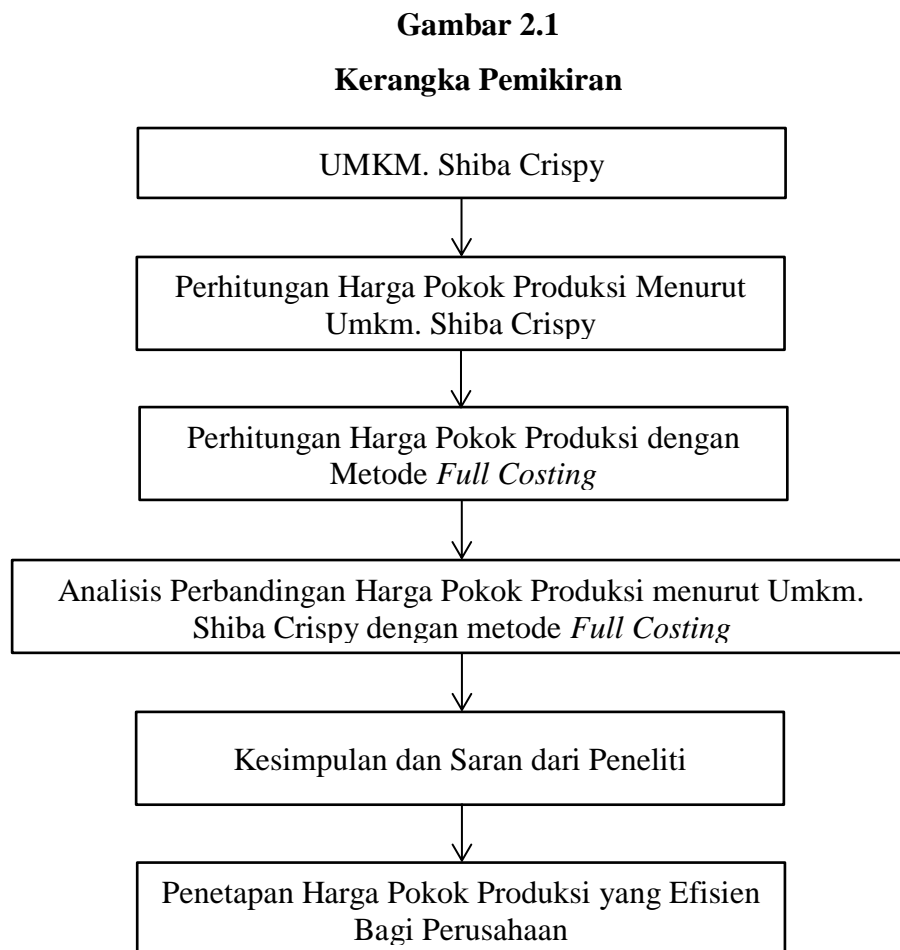 Gambar 2.1
Kerangka Pemikiran
UMKM. Shiba Crispy
Perhitungan Harga Pokok Produksi Menurut
Umkm. Shiba Crispy
Perhitungan Harga Pokok Produksi dengan
Metode Full Costing
Analisis Perbandingan Harga Pokok Produksi menurut Umkm.
Shiba Crispy dengan metode Full Costing
Kesimpulan dan Saran dari Peneliti
Penetapan Harga Pokok Produksi yang Efisien
Bagi Perusahaan